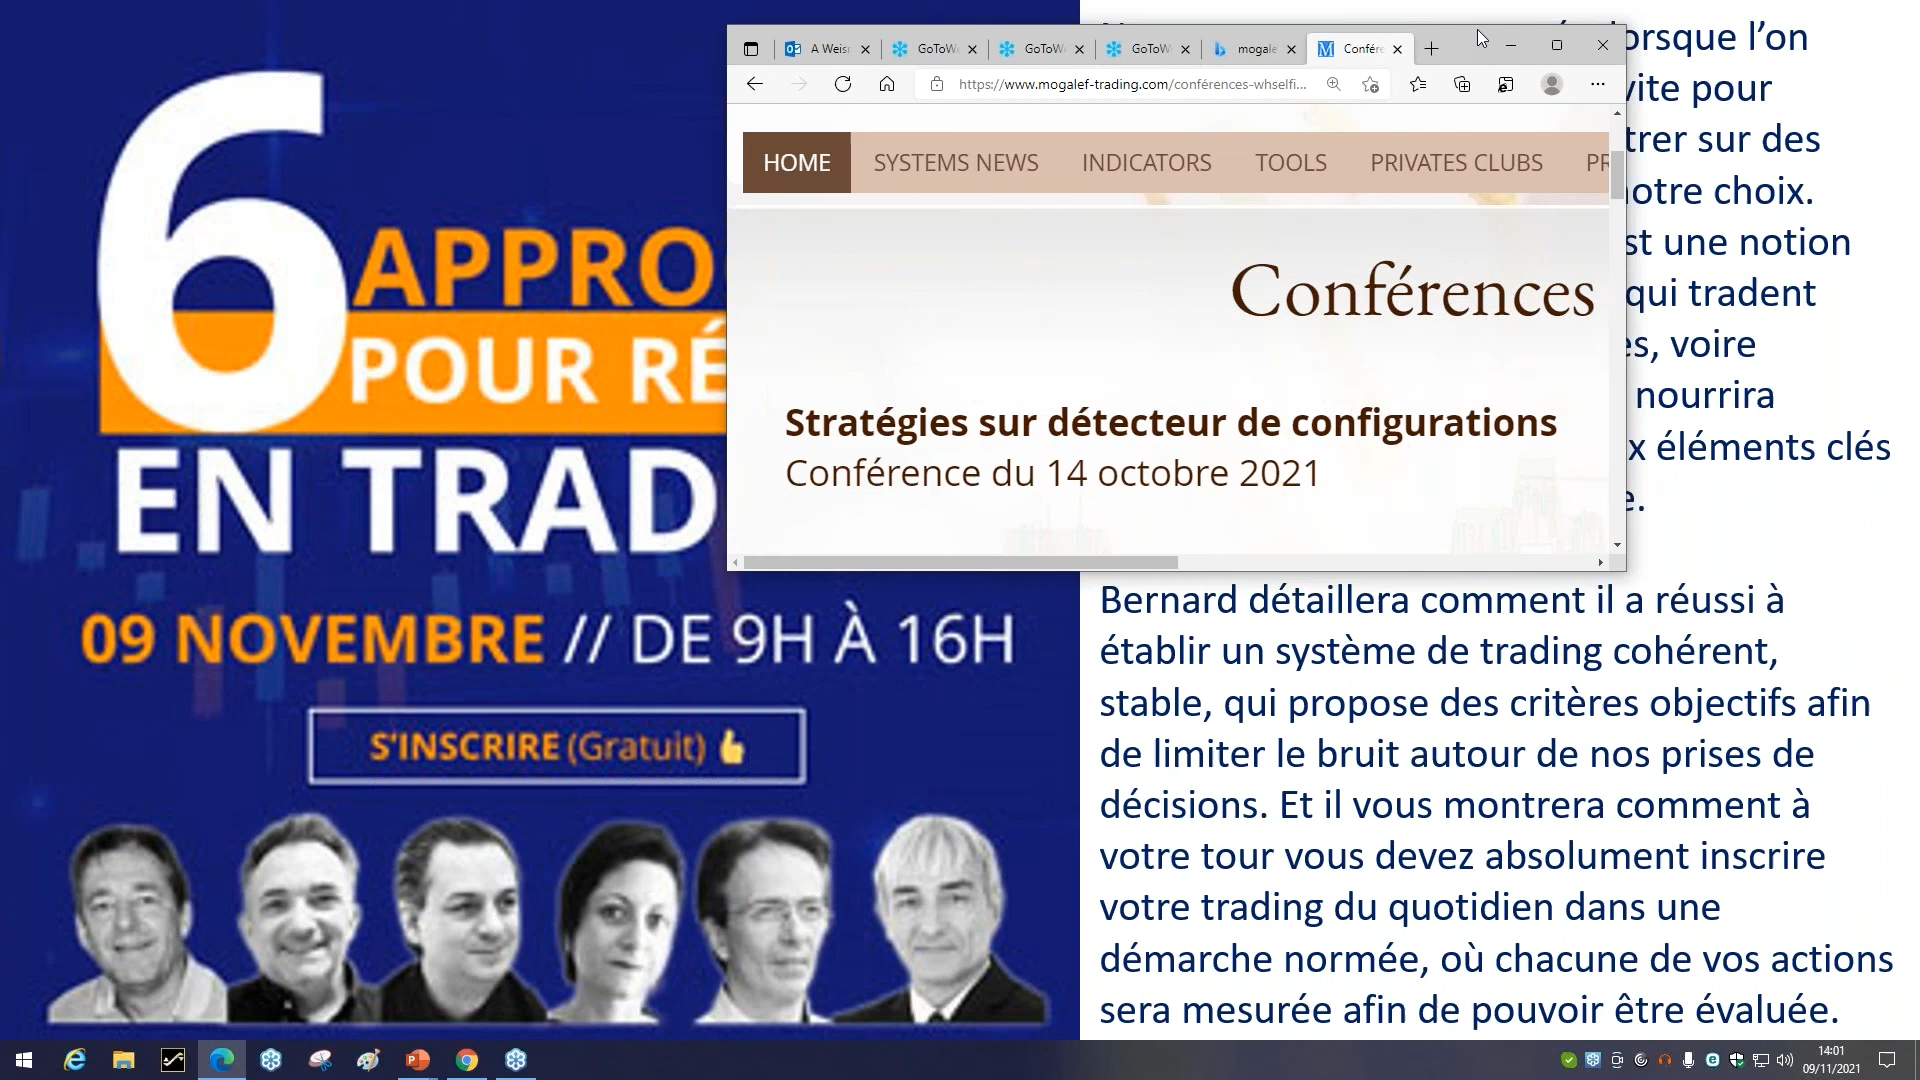 6
APPRO
POUR RÉ
EN TRAD
09 NOVEMBRE // DE 9H À 16H
S'INSCRIRE (Gratuit)
A Weis
GoToW
GoToW
GoToW
mogale
Confére
https://www.mogalef-trading.com/conférences-whselfi...
HOME
SYSTEMS NEWS
INDICATORS
TOOLS
PRIVATES CLUBS
PR
Conférences
Stratégies sur détecteur de configurations
Conférence du 14 octobre 2021
orsque l’on
vite pour
trer sur des
notre choix.
st une notion
qui tradent
es, voire
nourrira
x éléments clés
e.
Bernard détaillera comment il a réussi à
établir un système de trading cohérent,
stable, qui propose des critères objectifs afin
de limiter le bruit autour de nos prises de
décisions. Et il vous montrera comment à
votre tour vous devez absolument inscrire
votre trading du quotidien dans une
démarche normée, où chacune de vos actions
sera mesurée afin de pouvoir être évaluée.
14:01
09/11/2021